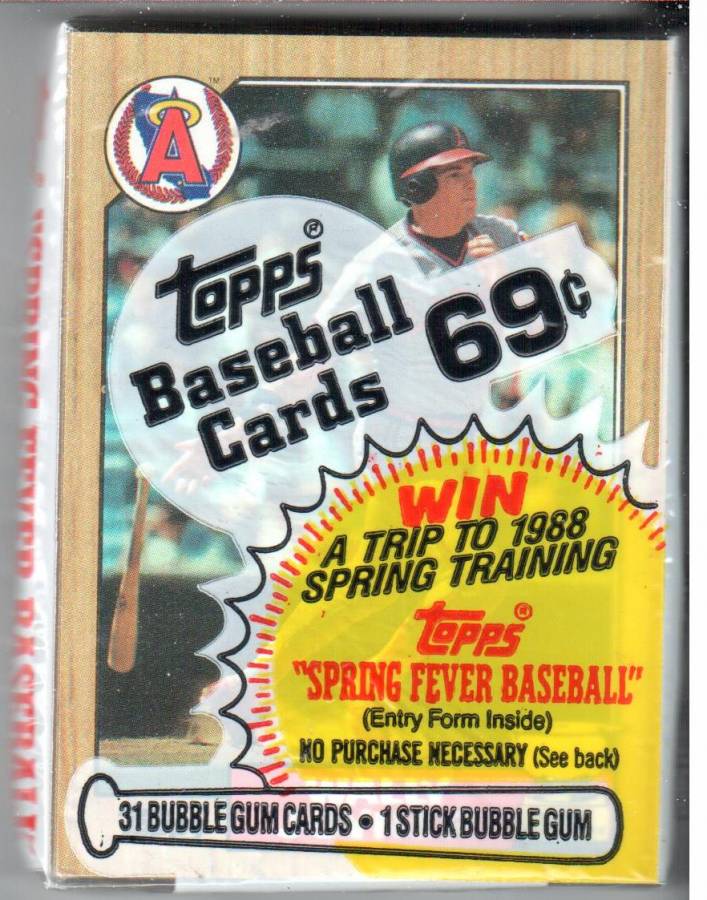 A
TM
Topps®
Baseball
Cards
69¢
WIN
A TRIP TO 1988
SPRING TRAINING
Topps®
"SPRING FEVER BASEBALL"
(Entry Form Inside)
NO PURCHASE NECESSARY (See back)
31 BUBBLE GUM CARDS • 1 STICK BUBBLE GUM